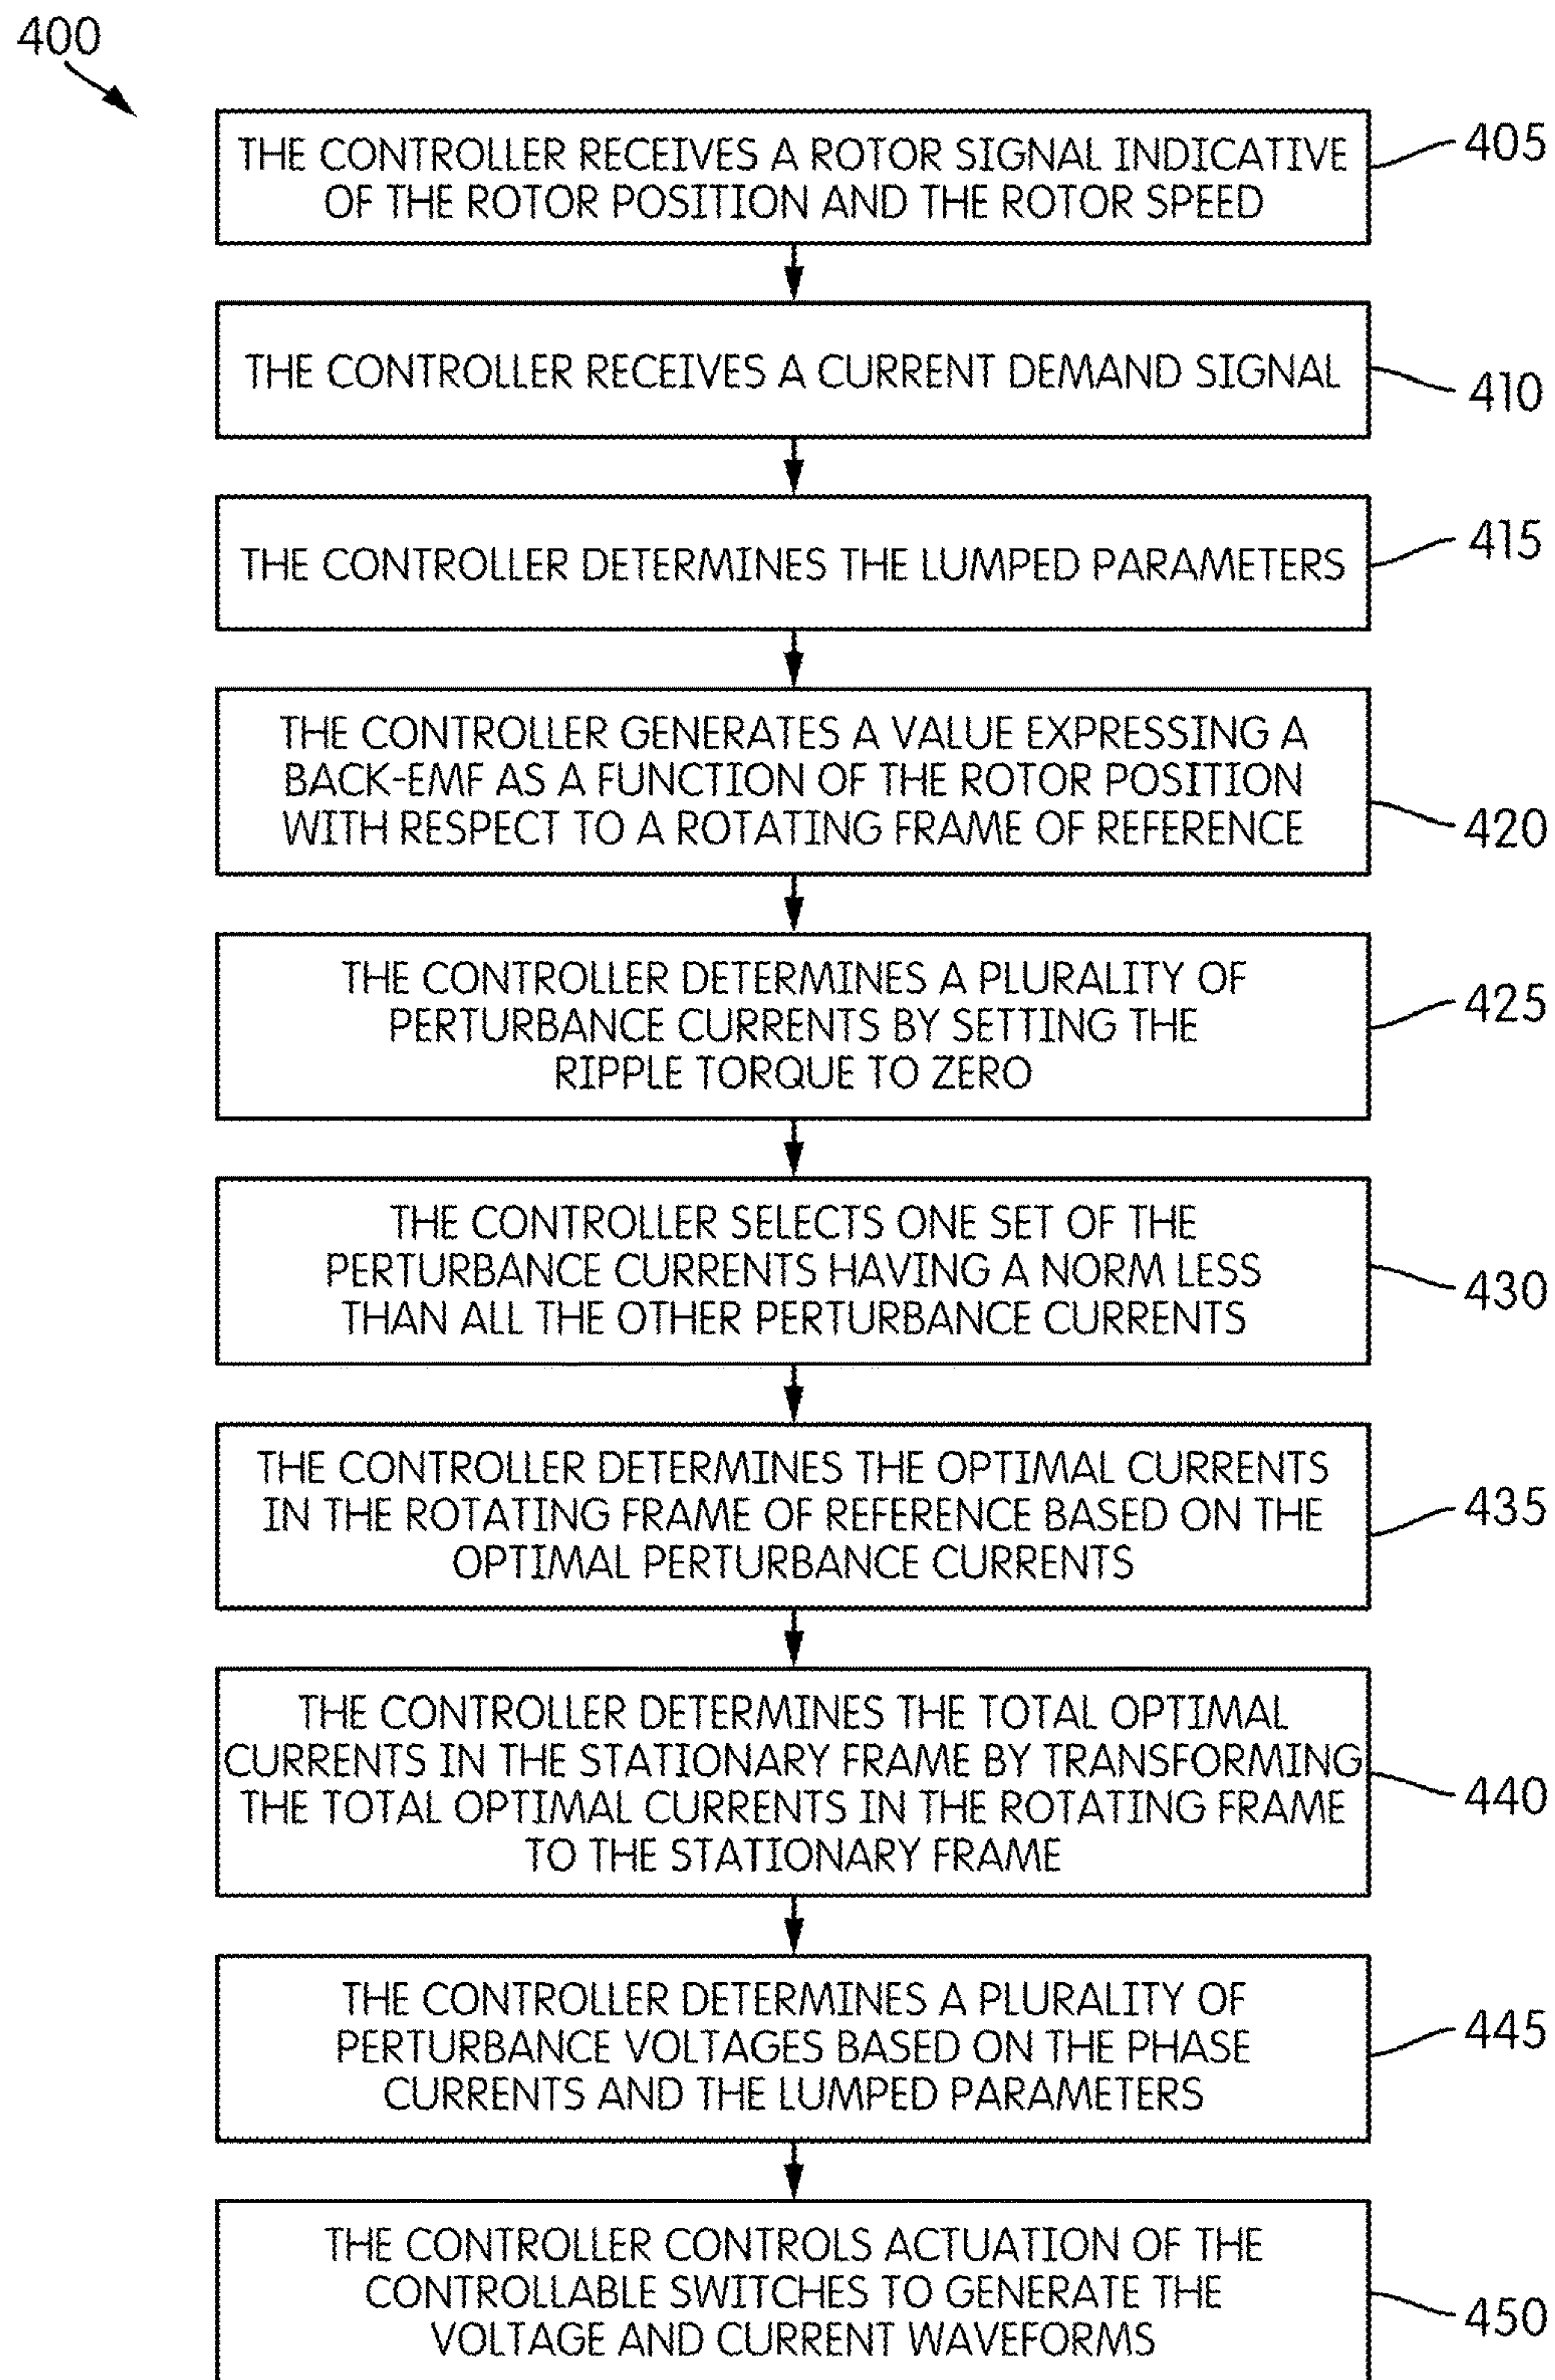 400
THE CONTROLLER RECEIVES A ROTOR SIGNAL INDICATIVE
OF THE ROTOR POSITION AND THE ROTOR SPEED
405
THE CONTROLLER RECEIVES A CURRENT DEMAND SIGNAL
410
THE CONTROLLER DETERMINES THE LUMPED PARAMETERS
415
THE CONTROLLER GENERATES A VALUE EXPRESSING A
BACK-EMF AS A FUNCTION OF THE ROTOR POSITION
WITH RESPECT TO A ROTATING FRAME OF REFERENCE
420
THE CONTROLLER DETERMINES A PLURALITY OF
PERTURBANCE CURRENTS BY SETTING THE
RIPPLE TORQUE TO ZERO
425
THE CONTROLLER SELECTS ONE SET OF THE
PERTURBANCE CURRENTS HAVING A NORM LESS
THAN ALL THE OTHER PERTURBANCE CURRENTS
430
THE CONTROLLER DETERMINES THE OPTIMAL CURRENTS
IN THE ROTATING FRAME OF REFERENCE BASED ON THE
OPTIMAL PERTURBANCE CURRENTS
435
THE CONTROLLER DETERMINES THE TOTAL OPTIMAL
CURRENTS IN THE STATIONARY FRAME BY TRANSFORMING
THE TOTAL OPTIMAL CURRENTS IN THE ROTATING FRAME
TO THE STATIONARY FRAME
440
THE CONTROLLER DETERMINES A PLURALITY OF
PERTURBANCE VOLTAGES BASED ON THE PHASE
CURRENTS AND THE LUMPED PARAMETERS
445
THE CONTROLLER CONTROLS ACTUATION OF THE
CONTROLLABLE SWITCHES TO GENERATE THE
VOLTAGE AND CURRENT WAVEFORMS
450